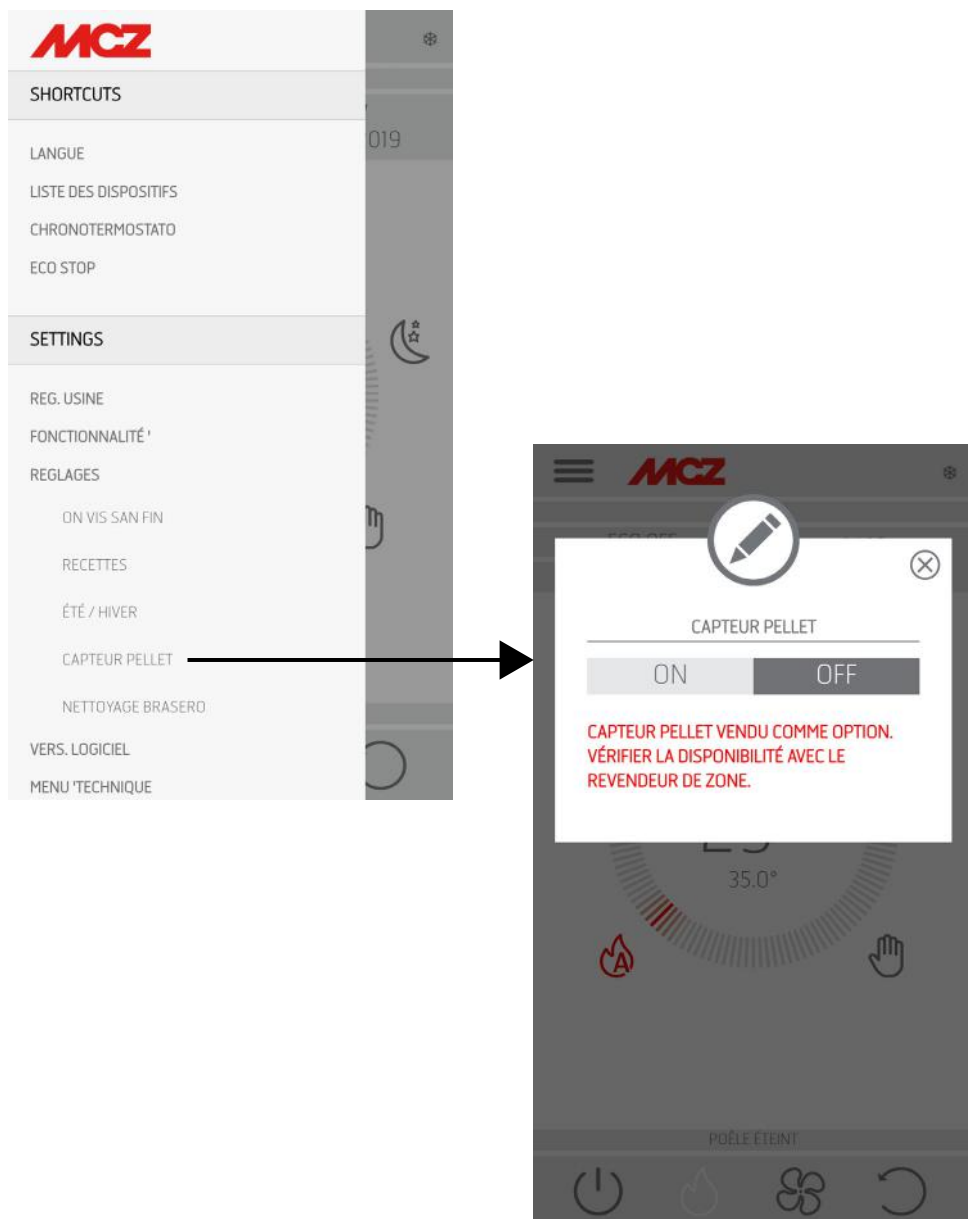 MCZ
SHORTCUTS
019
LANGUE
LISTE DES DISPOSITIFS
CHRONOTERMOSTATO
ECO STOP
SETTINGS
REG. USINE
FONCTIONNALITÉ '
REGLAGES
ON VIS SAN FIN
RECETTES
ÉTÉ / HIVER
CAPTEUR PELLET
NETTOYAGE BRASERO
VERS. LOGICIEL
MENU 'TECHNIQUE
MCZ
CAPTEUR PELLET
ON OFF
CAPTEUR PELLET VENDU COMME OPTION.
VÉRIFIER LA DISPONIBILITÉ AVEC LE
REVENDEUR DE ZONE.
35.0°
A
POÊLE ÉTEINT